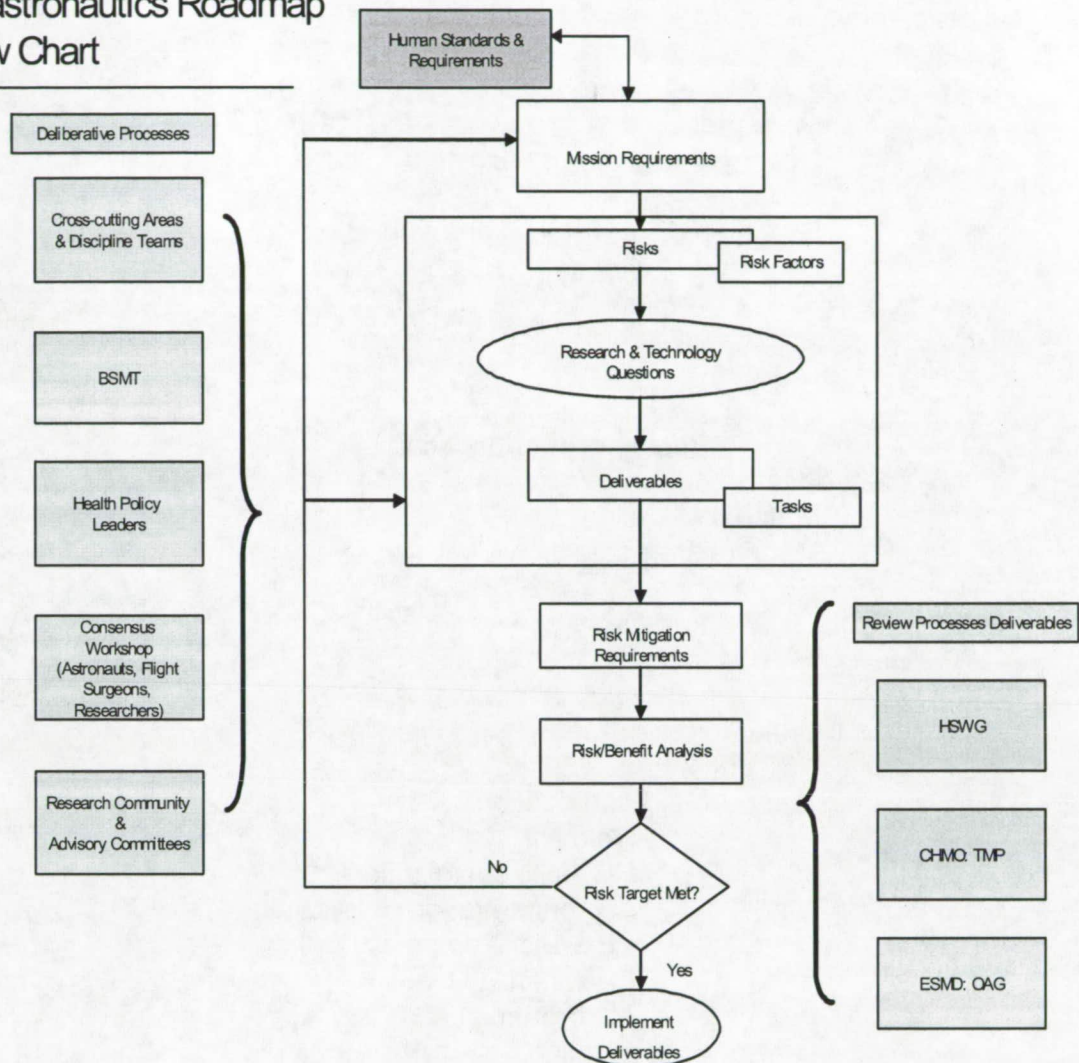 astronautics Roadmap
w Chart
Human Standards &
Requirements
Deliberative Processes
Mission Requirements
Cross-cutting Areas
& Discipline Teams
Risks
Risk Factors
BSMT
Research & Technology
Questions
Health Policy
Leaders
Deliverables
Tasks
Consensus
Workshop
(Astronauts, Flight
Surgeons,
Researchers)
Risk Mitigation
Requirements
Review Processes Deliverables
HSWG
Risk/Benefit Analysis
Research Community
&
Advisory Committees
No
Risk Target Met?
CHMO: TMP
Yes
ESMD: OAG
Implement
Deliverables